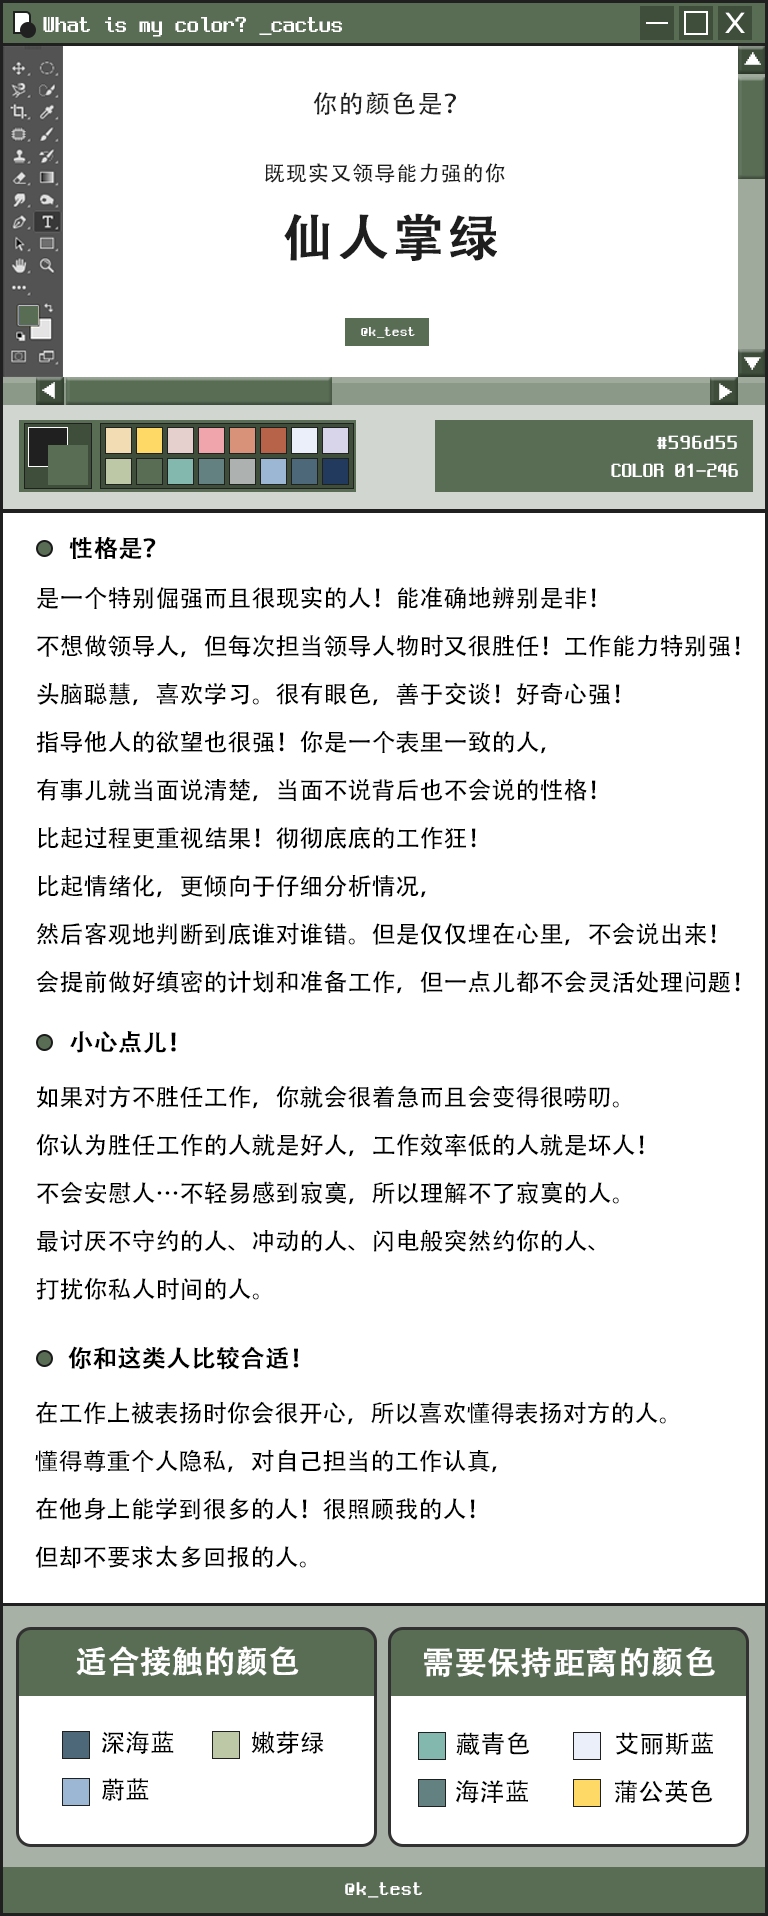 What is my color? _cactus
你的颜色是?
既现实又领导能力强的你
仙人掌绿
@k_test
#596d55
COLOR 01-246
性格是?
是一个特别倔强而且很现实的人! 能准确地辨别是非!
不想做领导人, 但每次担当领导人物时又很胜任! 工作能力特别强!
头脑聪慧, 喜欢学习。很有眼色, 善于交谈! 好奇心强!
指导他人的欲望也很强! 你是一个表里一致的人,
有事儿就当面说清楚, 当面不说背后也不会说的性格!
比起过程更重视结果! 彻彻底底的工作狂!
比起情绪化, 更倾向于仔细分析情况,
然后客观地判断到底谁对谁错。但是仅仅埋在心里, 不会说出来!
会提前做好缜密的计划和准备工作, 但一点儿都不会灵活处理问题!
小心点儿!
如果对方不胜任工作, 你就会很着急而且会变得很唠叨。
你认为胜任工作的人就是好人, 工作效率低的人就是坏人!
不会安慰人…不轻易感到寂寞, 所以理解不了寂寞的人。
最讨厌不守约的人、冲动的人、闪电般突然约你的人、
打扰你私人时间的人。
你和这类人比较合适!
在工作上被表扬时你会很开心, 所以喜欢懂得表扬对方的人。
懂得尊重个人隐私, 对自己担当的工作认真,
在他身上能学到很多的人! 很照顾我的人!
但却不要求太多回报的人。
适合接触的颜色
深海蓝 嫩芽绿
蔚蓝
需要保持距离的颜色
藏青色 艾丽斯蓝
海洋蓝 蒲公英色
@k_test